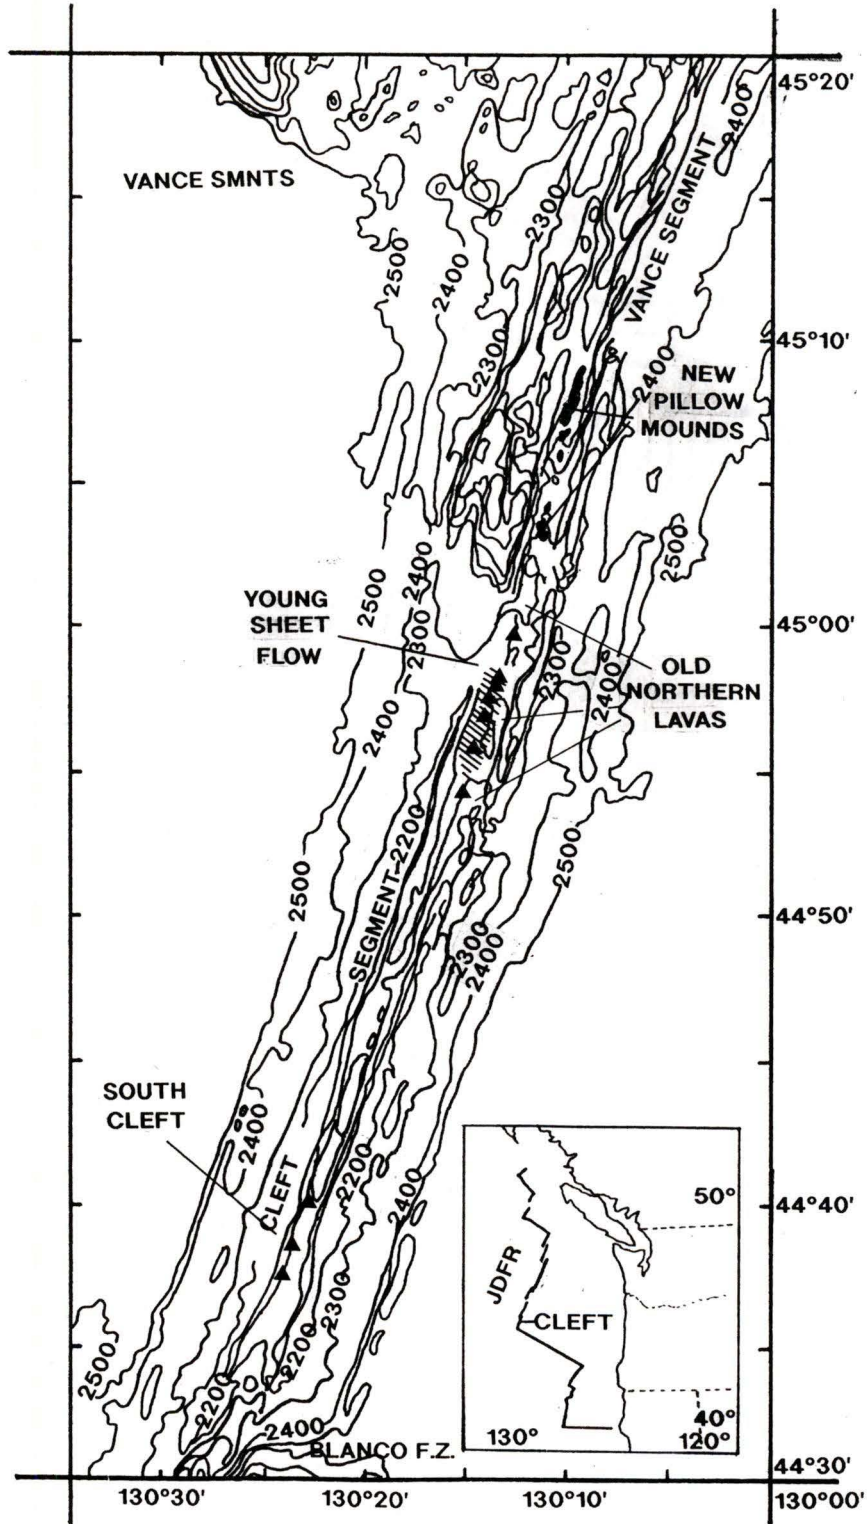 45°20'
2400
VANCE SMNTS
VANCE SEGMENT
2300
2500
2400
45°10'
2300
2400
NEW
PILLOW
MOUNDS
2500
2400
2500
YOUNG
SHEET
FLOW
2300
45°00'
OLD
NORTHERN
LAVAS
2300
2400
2400
2200
2500
2500
SEGMENT
44°50'
2300
2400
SOUTH
CLEFT
2400
CLEFT
2200
2400
44°40'
50°
JDFR
CLEFT
40°
130°
120°
2300
2200
2500
2200
2400
BLANCO F.Z.
44°30'
130°30'
130°20'
130°10'
130°00'